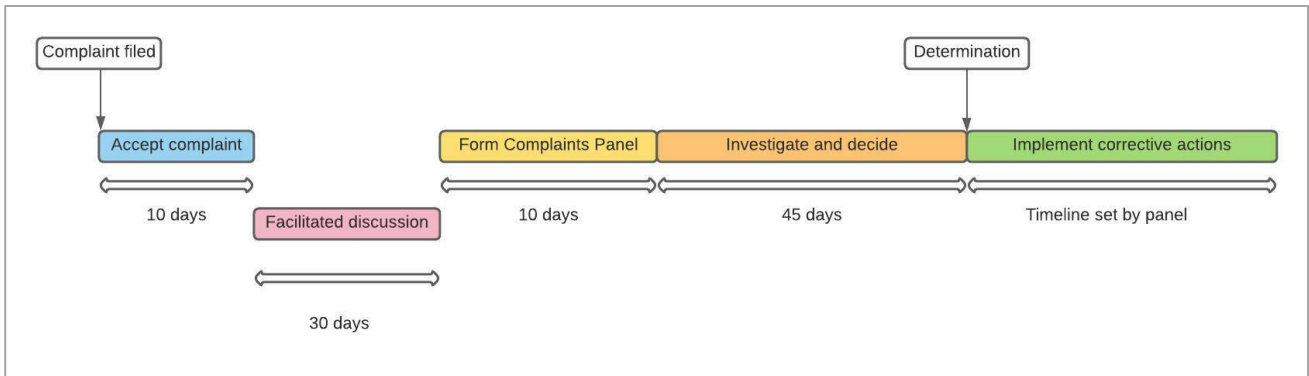 Complaint filed
Determination
Accept complaint
Form Complaints Panel
Investigate and decide
Implement corrective actions
10 days
10 days
45 days
Timeline set by panel
Facilitated discussion
30 days